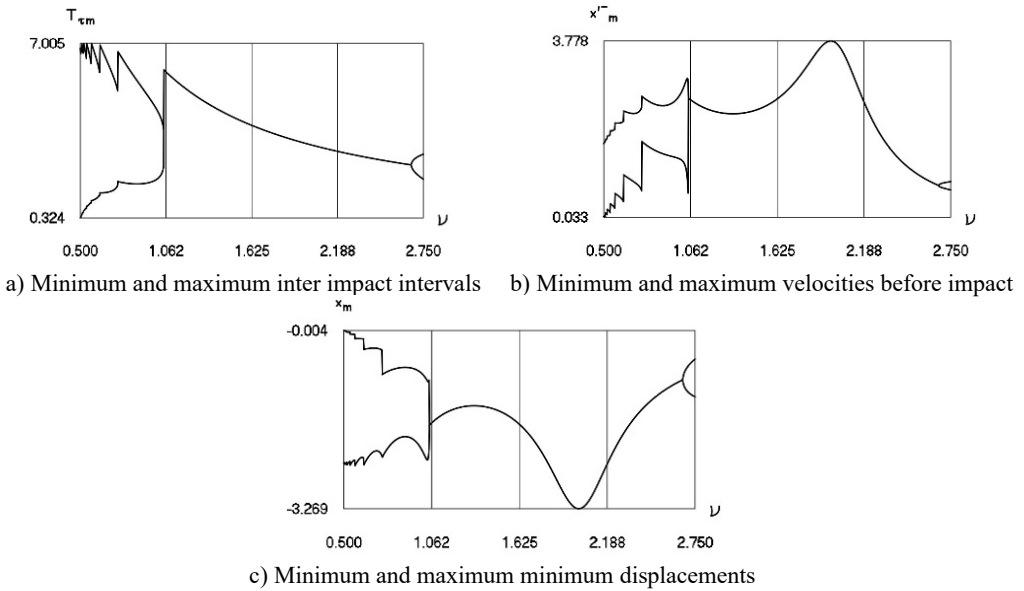 Tτm
x'⁻m
7.005
3.778
0.324
ν
0.033
ν
0.500 1.062 1.625 2.188 2.750
0.500 1.062 1.625 2.188 2.750
a) Minimum and maximum inter impact intervals
b) Minimum and maximum velocities before impact
xm
-0.004
-3.269
ν
0.500 1.062 1.625 2.188 2.750
c) Minimum and maximum minimum displacements